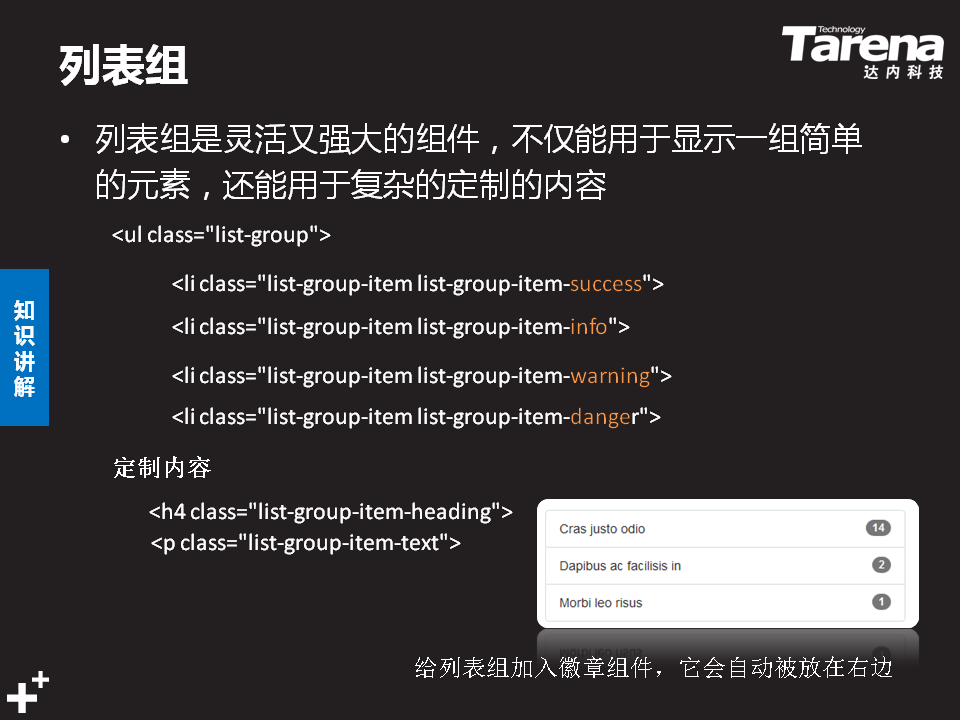 列表组
Technology
Tarena
达内科技
• 列表组是灵活又强大的组件，不仅能用于显示一组简单
的元素，还能用于复杂的定制的内容
<ul class="list-group">
<li class="list-group-item list-group-item-success">
<li class="list-group-item list-group-item-info">
<li class="list-group-item list-group-item-warning">
<li class="list-group-item list-group-item-danger">
知识讲解
定制内容
<h4 class="list-group-item-heading">
<p class="list-group-item-text">
Cras justo odio 14
Dapibus ac facilisis in 2
Morbi leo risus 1
给列表组加入徽章组件，它会自动被放在右边